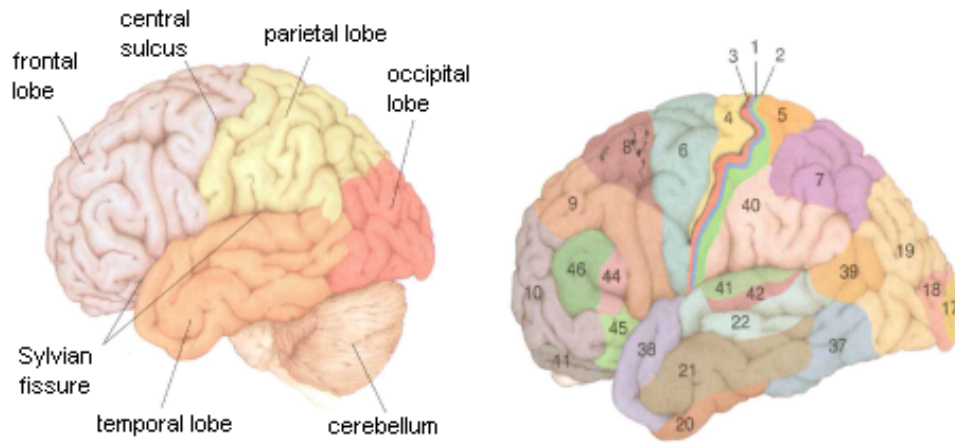 frontal
lobe
central
sulcus
parietal lobe
occipital
lobe
Sylvian
fissure
temporal lobe
cerebellum
3
1
2
4
5
8
6
7
9
40
19
46
44
39
10
41
42
18
17
45
22
38
37
11
21
20